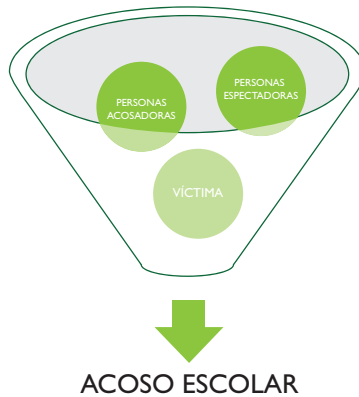 PERSONAS
ACOSADORAS
PERSONAS
ESPECTADORAS
VÍCTIMA
ACOSO ESCOLAR